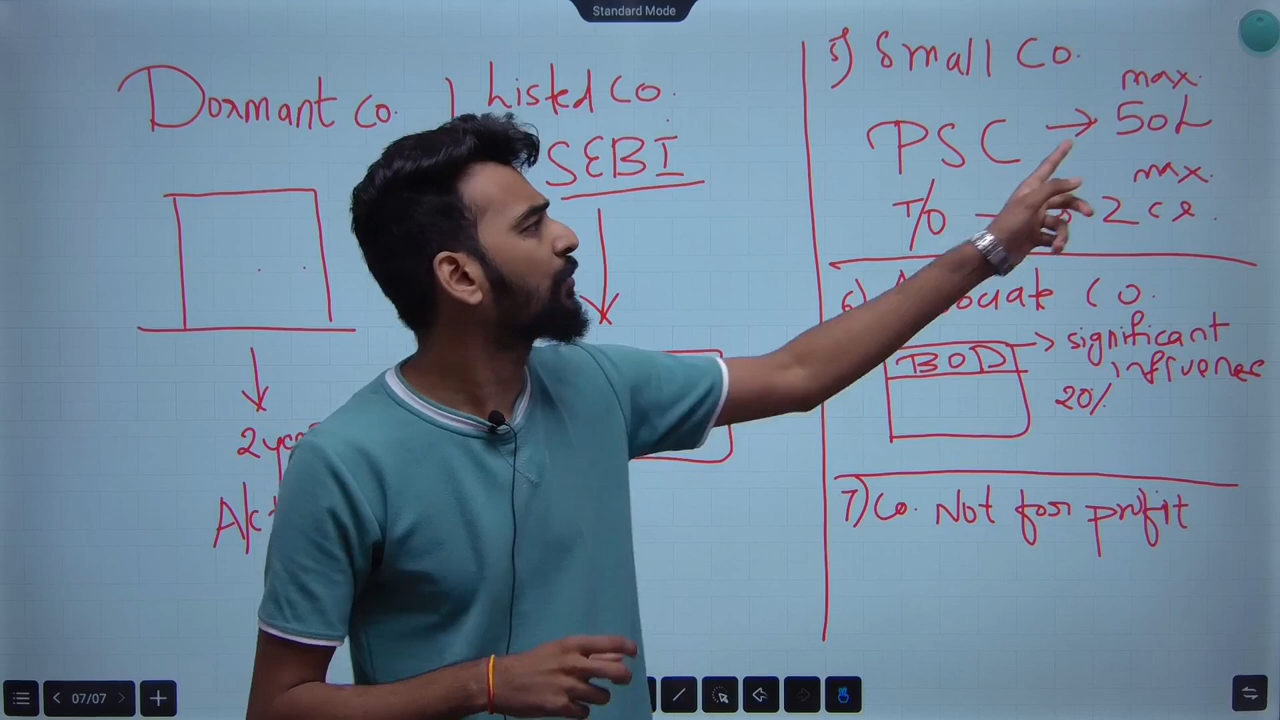 Standard Mode
Dormant Co.
2
A/c
Listed Co.
SEBI
5) Small Co.
PSC → max 50L
T/O → max 2 cr.
6) Associate Co.
BOD → significant influence
20%
7) Co. Not for profit
07/07